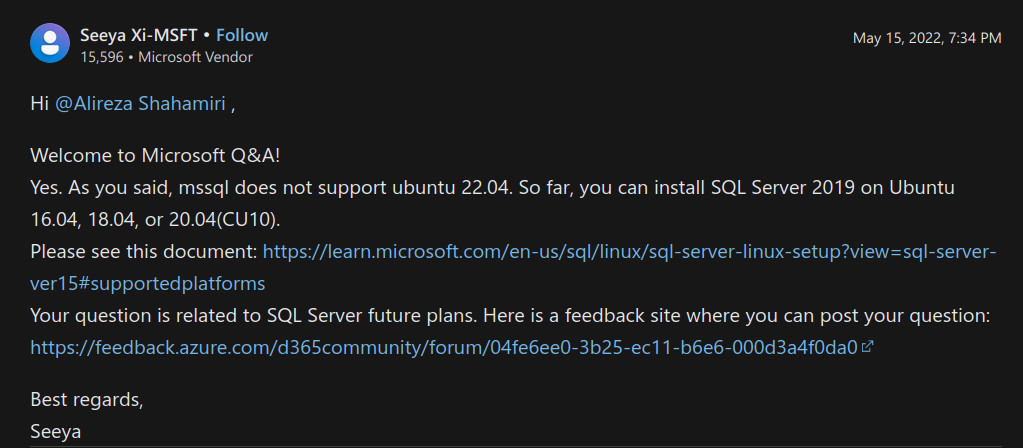 Seeya Xi-MSFT • Follow
May 15, 2022, 7:34 PM
15,596 • Microsoft Vendor
Hi @Alireza Shahamiri ,
Welcome to Microsoft Q&A!
Yes. As you said, mssql does not support ubuntu 22.04. So far, you can install SQL Server 2019 on Ubuntu
16.04, 18.04, or 20.04(CU10).
Please see this document: https://learn.microsoft.com/en-us/sql/linux/sql-server-linux-setup?view=sql-server-
ver15#supportedplatforms
Your question is related to SQL Server future plans. Here is a feedback site where you can post your question:
https://feedback.azure.com/d365community/forum/04fe6ee0-3b25-ec11-b6e6-000d3a4f0da0
Best regards,
Seeya